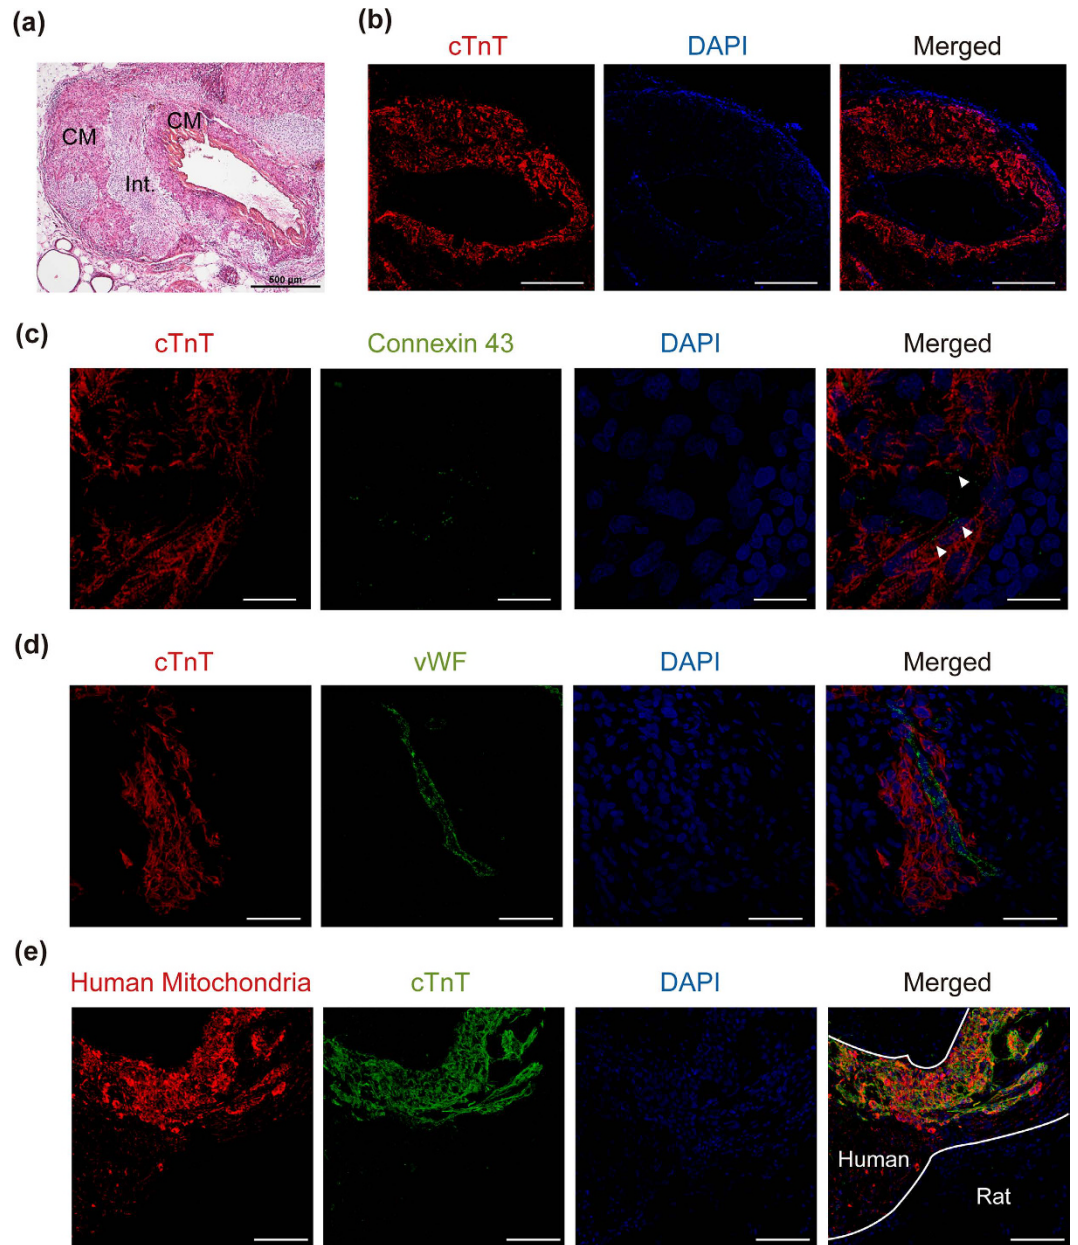 (a)
CM
CM
Int.
500 µm
(b)
cTnT
DAPI
Merged
(c)
cTnT
Connexin 43
DAPI
Merged
(d)
cTnT
vWF
DAPI
Merged
(e)
Human Mitochondria
cTnT
DAPI
Merged
Human
Rat